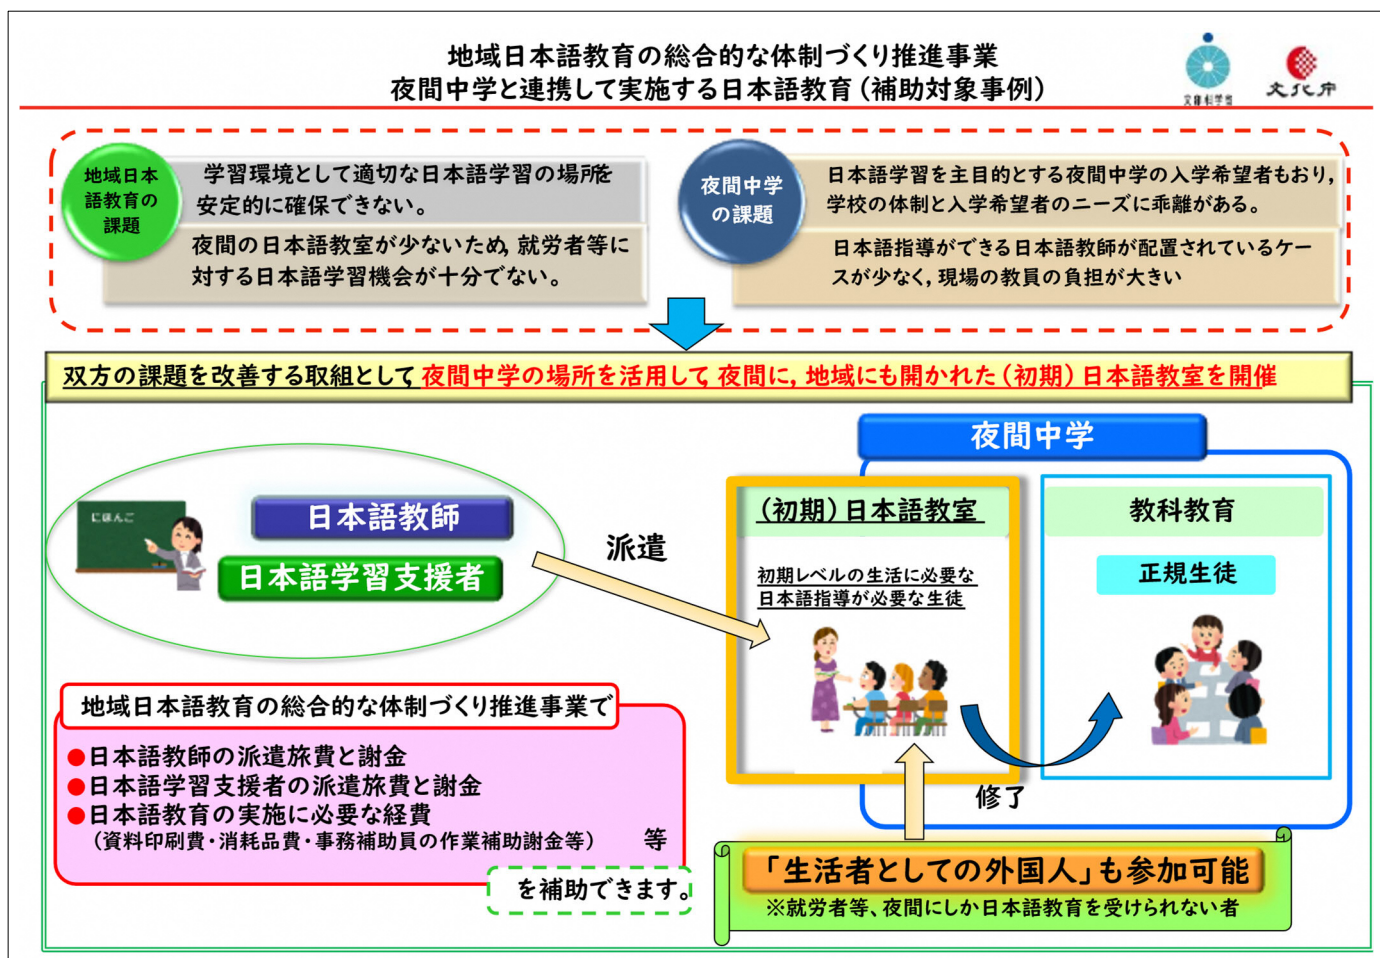 地域日本語教育の総合的な体制づくり推進事業
夜間中学と連携して実施する日本語教育（補助対象事例）
文部科学省
文化庁
地域日本
語教育の
課題
学習環境として適切な日本語学習の場所を
安定的に確保できない。
夜間の日本語教室が少ないため, 就労者等に
対する日本語学習機会が十分でない。
夜間中学
の課題
日本語学習を主目的とする夜間中学の入学希望者もおり,
学校の体制と入学希望者のニーズに乖離がある。
日本語指導ができる日本語教師が配置されているケー
スが少なく, 現場の教員の負担が大きい
双方の課題を改善する取組として, 夜間中学の場所を活用して, 夜間に, 地域にも開かれた（初期）日本語教室を開催
にほんご
日本語教師
日本語学習支援者
派遣
夜間中学
（初期）日本語教室
初期レベルの生活に必要な
日本語指導が必要な生徒
教科教育
正規生徒
修了
地域日本語教育の総合的な体制づくり推進事業で
●日本語教師の派遣旅費と謝金
●日本語学習支援者の派遣旅費と謝金
●日本語教育の実施に必要な経費
（資料印刷費・消耗品費・事務補助員の作業補助謝金等） 等
を補助できます。
「生活者としての外国人」も参加可能
※就労者等、夜間にしか日本語教育を受けられない者